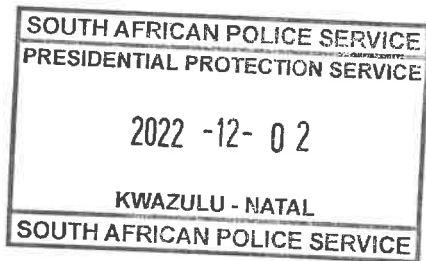 SOUTH AFRICAN POLICE SERVICE
PRESIDENTIAL PROTECTION SERVICE
2022 -12- 02
KWAZULU - NATAL
SOUTH AFRICAN POLICE SERVICE